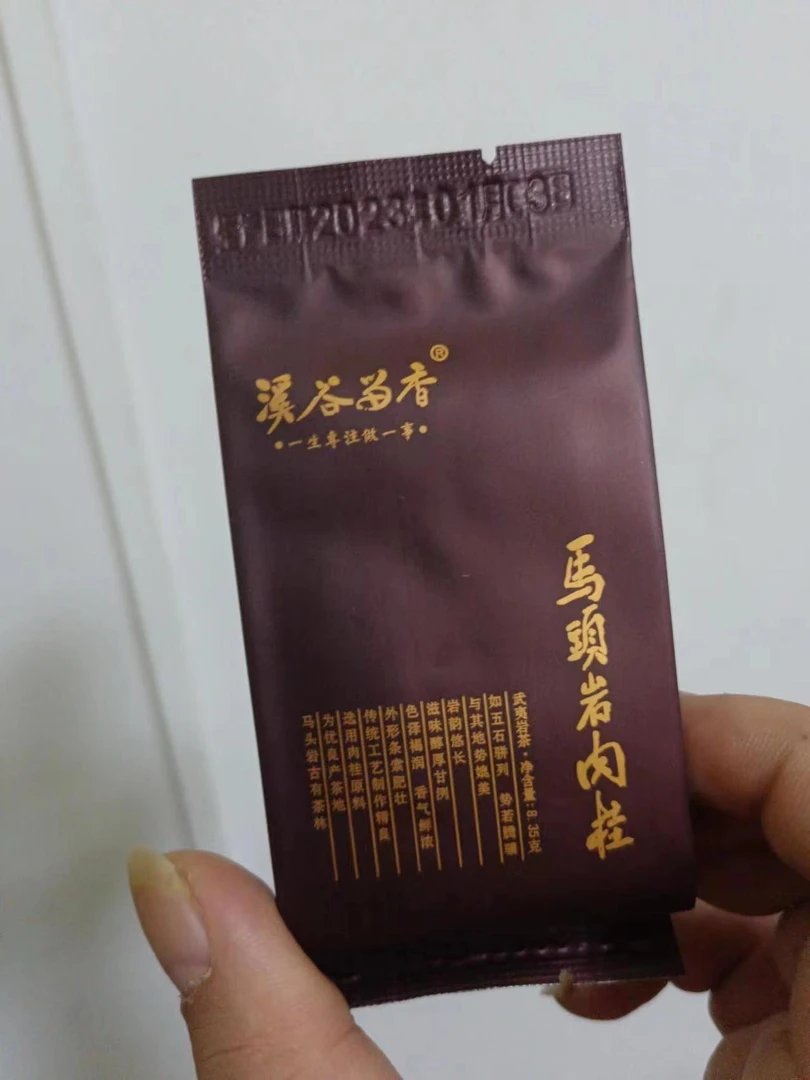 2023年01月03日
溪谷留香®
•一生专注做一事•
馬頭岩肉桂
武夷岩茶·净含量:8.35克
如五石骈列 势若腾骧
与其地势媲美
岩韵悠长
滋味醇厚甘冽
色泽褐润 香气鲜浓
外形条索肥壮
传统工艺制作精良
选用肉桂原料
为优良产茶地
马头岩古有茶林